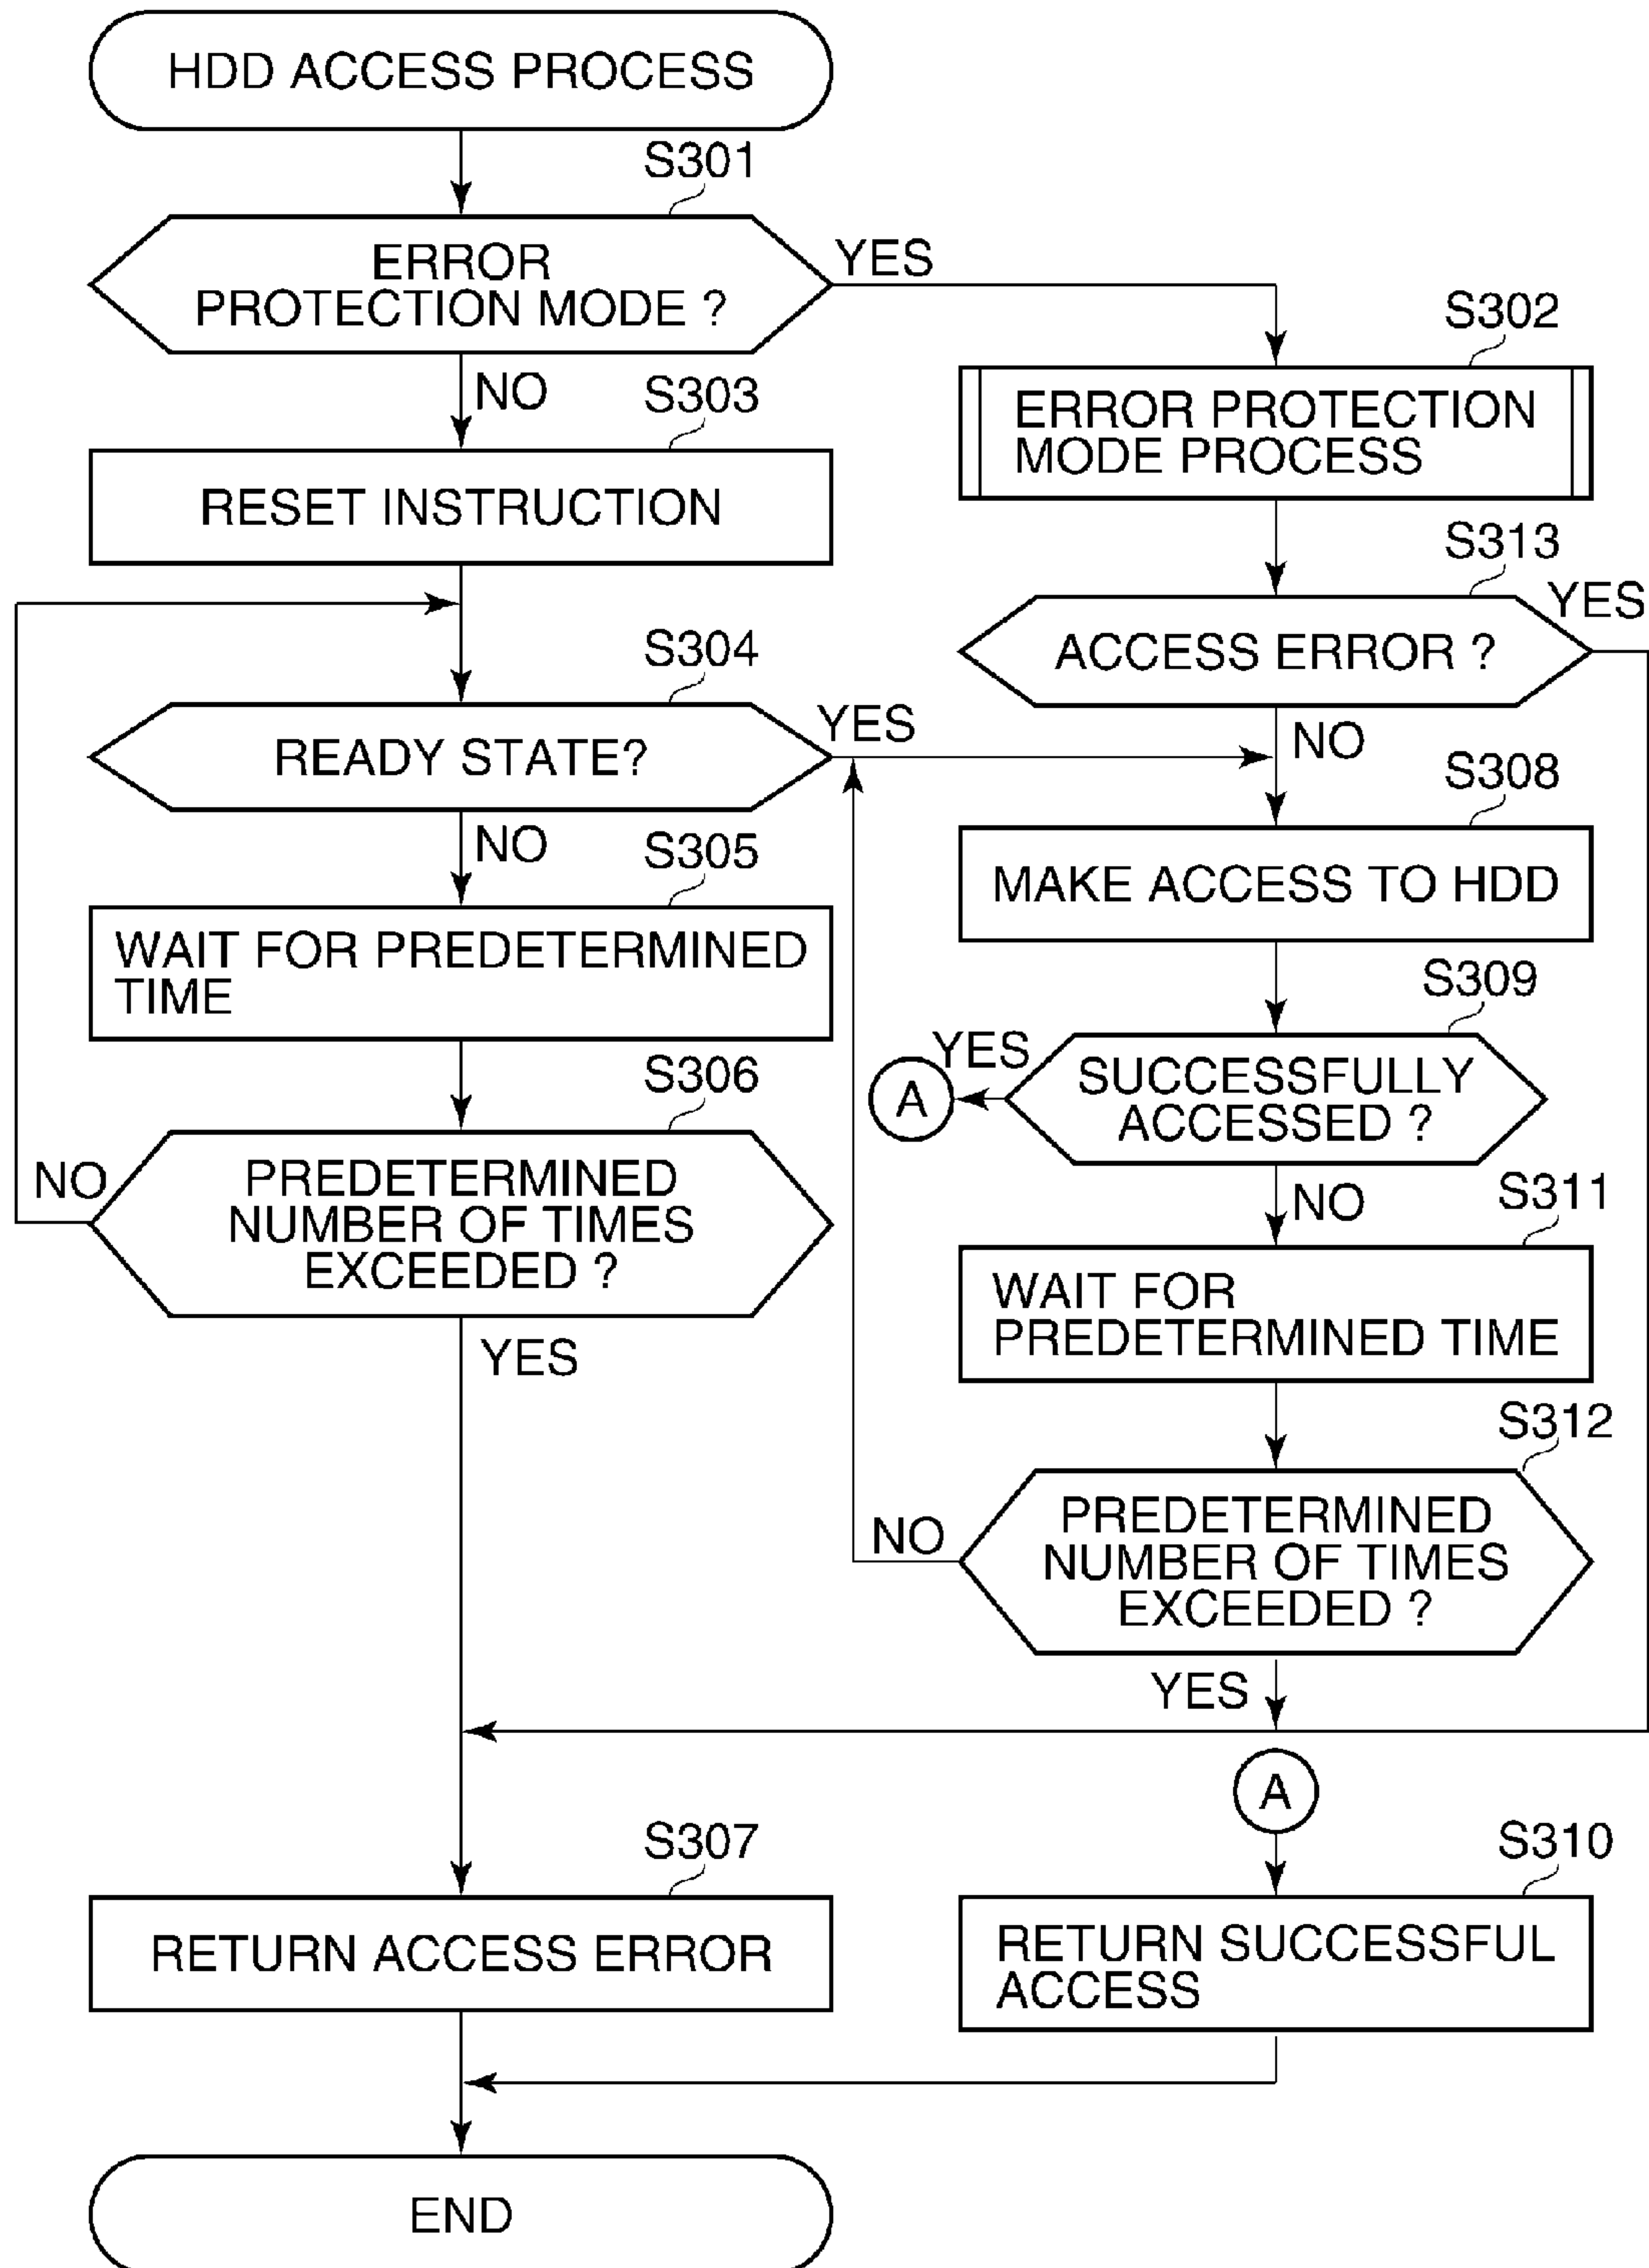 HDD ACCESS PROCESS
S301
ERROR
PROTECTION MODE ?
YES
NO
S302
ERROR PROTECTION
MODE PROCESS
S303
RESET INSTRUCTION
S313
YES
ACCESS ERROR ?
NO
S304
READY STATE?
YES
NO
S308
MAKE ACCESS TO HDD
S305
WAIT FOR PREDETERMINED
TIME
S309
YES
A
SUCCESSFULLY
ACCESSED ?
NO
S306
NO
PREDETERMINED
NUMBER OF TIMES
EXCEEDED ?
YES
S311
WAIT FOR
PREDETERMINED TIME
S312
NO
PREDETERMINED
NUMBER OF TIMES
EXCEEDED ?
YES
A
S307
RETURN ACCESS ERROR
S310
RETURN SUCCESSFUL
ACCESS
END